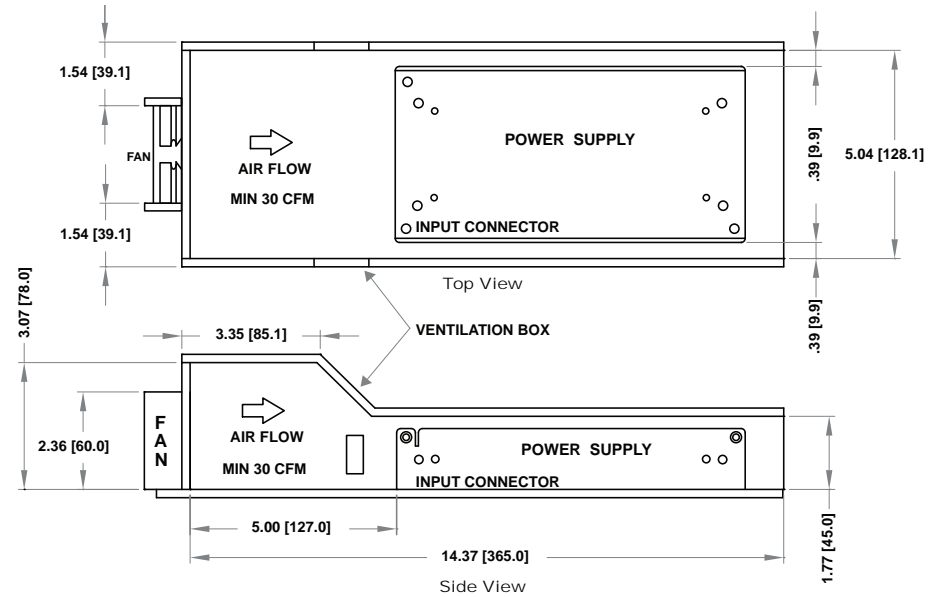 1.54 [39.1]
FAN
1.54 [39.1]
AIR FLOW
MIN 30 CFM
POWER SUPPLY
INPUT CONNECTOR
.39 [9.9]
5.04 [128.1]
.39 [9.9]
Top View
VENTILATION BOX
3.07 [78.0]
3.35 [85.1]
2.36 [60.0]
FAN
AIR FLOW
MIN 30 CFM
POWER SUPPLY
INPUT CONNECTOR
1.77 [45.0]
5.00 [127.0]
14.37 [365.0]
Side View